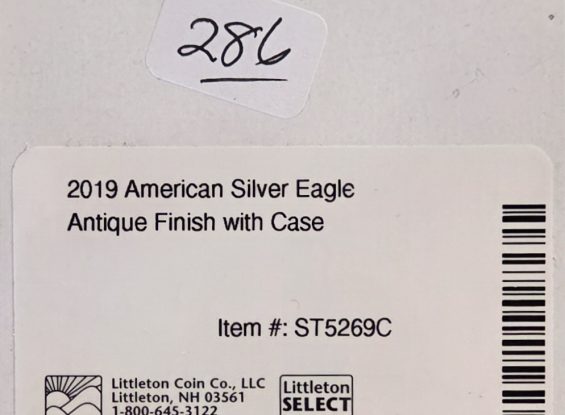 286
2019 American Silver Eagle
Antique Finish with Case
Item #: ST5269C
Littleton Coin Co., LLC
Littleton, NH 03561
1-800-645-3122
Littleton
SELECT